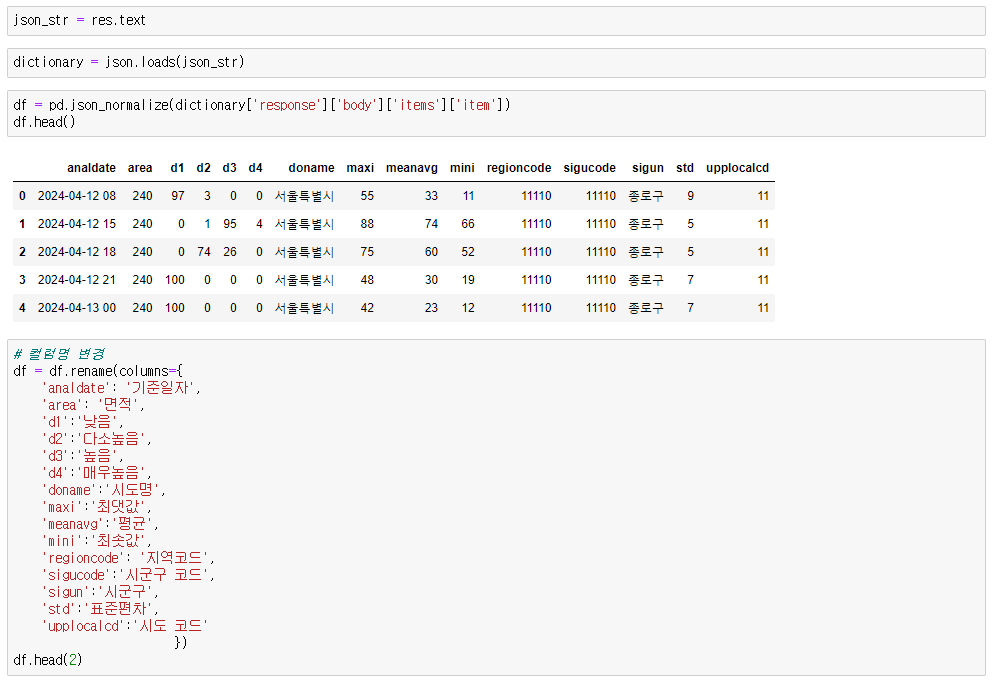 json_str = res.text
dictionary = json.loads(json_str)
df = pd.json_normalize(dictionary['response']['body']['items']['item'])
df.head()
analdate area d1 d2 d3 d4 doname maxi meanavg mini regioncode sigucode sigun std upplocalcd
0 2024-04-12 08 240 97 3 0 0 서울특별시 55 33 11 11110 11110 종로구 9 11
1 2024-04-12 15 240 0 1 95 4 서울특별시 88 74 66 11110 11110 종로구 5 11
2 2024-04-12 18 240 0 74 26 0 서울특별시 75 60 52 11110 11110 종로구 5 11
3 2024-04-12 21 240 100 0 0 0 서울특별시 48 30 19 11110 11110 종로구 7 11
4 2024-04-13 00 240 100 0 0 0 서울특별시 42 23 12 11110 11110 종로구 7 11
# 컬럼명 변경
df = df.rename(columns={
'analdate': '기준일자',
'area': '면적',
'd1':'낮음',
'd2':'다소높음',
'd3':'높음',
'd4':'매우높음',
'doname':'시도명',
'maxi':'최댓값',
'meanavg':'평균',
'mini':'최솟값',
'regioncode': '지역코드',
'sigucode':'시군구 코드',
'sigun':'시군구',
'std':'표준편차',
'upplocalcd':'시도 코드'
})
df.head(2)